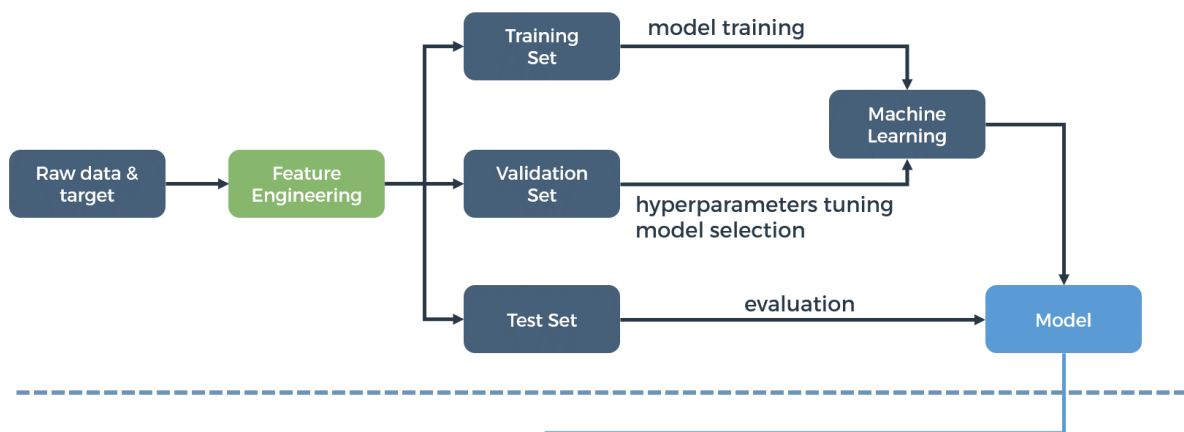 Training
Set
model training
Machine
Learning
Raw data &
target
Feature
Engineering
Validation
Set
hyperparameters tuning
model selection
Test Set
evaluation
Model